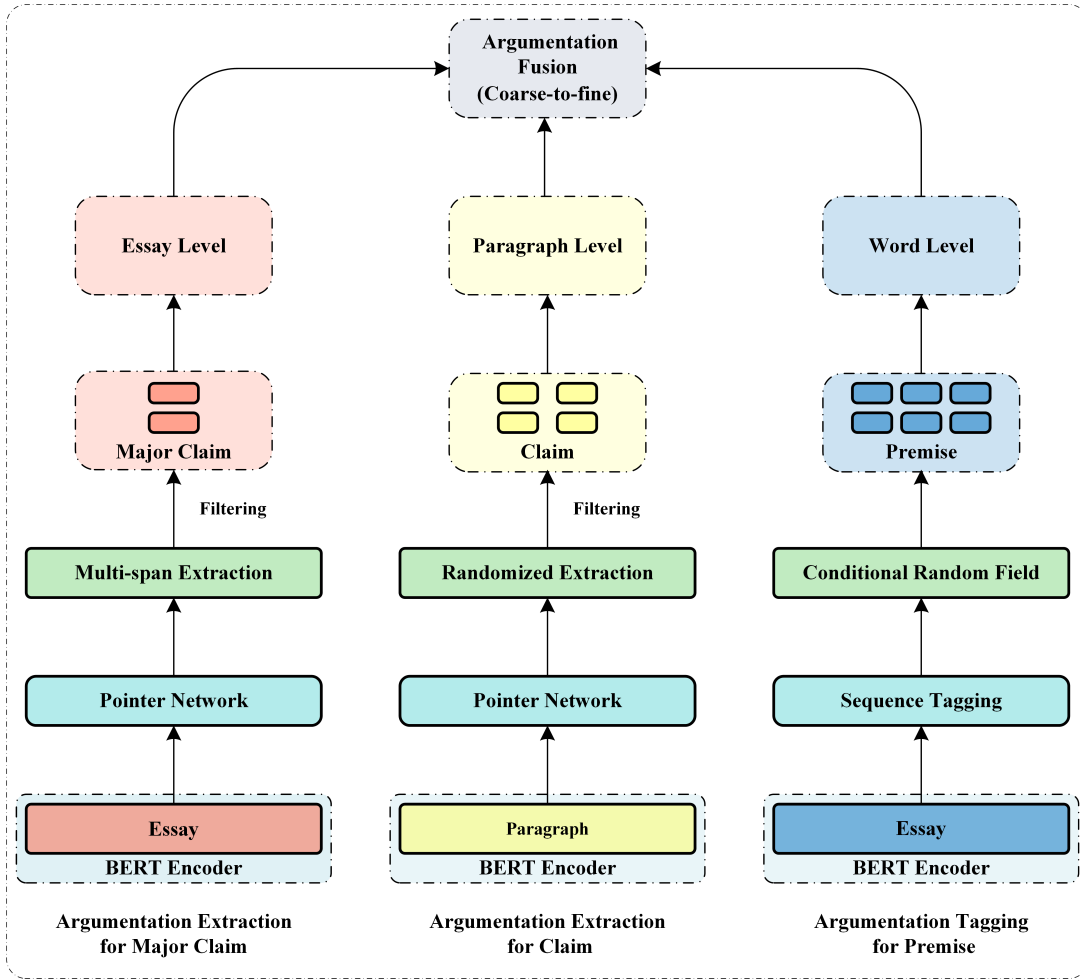 Argumentation
Fusion
(Coarse-to-fine)
Essay Level
Paragraph Level
Word Level
Major Claim
Claim
Premise
Filtering
Filtering
Multi-span Extraction
Randomized Extraction
Conditional Random Field
Pointer Network
Pointer Network
Sequence Tagging
Essay
Paragraph
Essay
BERT Encoder
BERT Encoder
BERT Encoder
Argumentation Extraction
for Major Claim
Argumentation Extraction
for Claim
Argumentation Tagging
for Premise